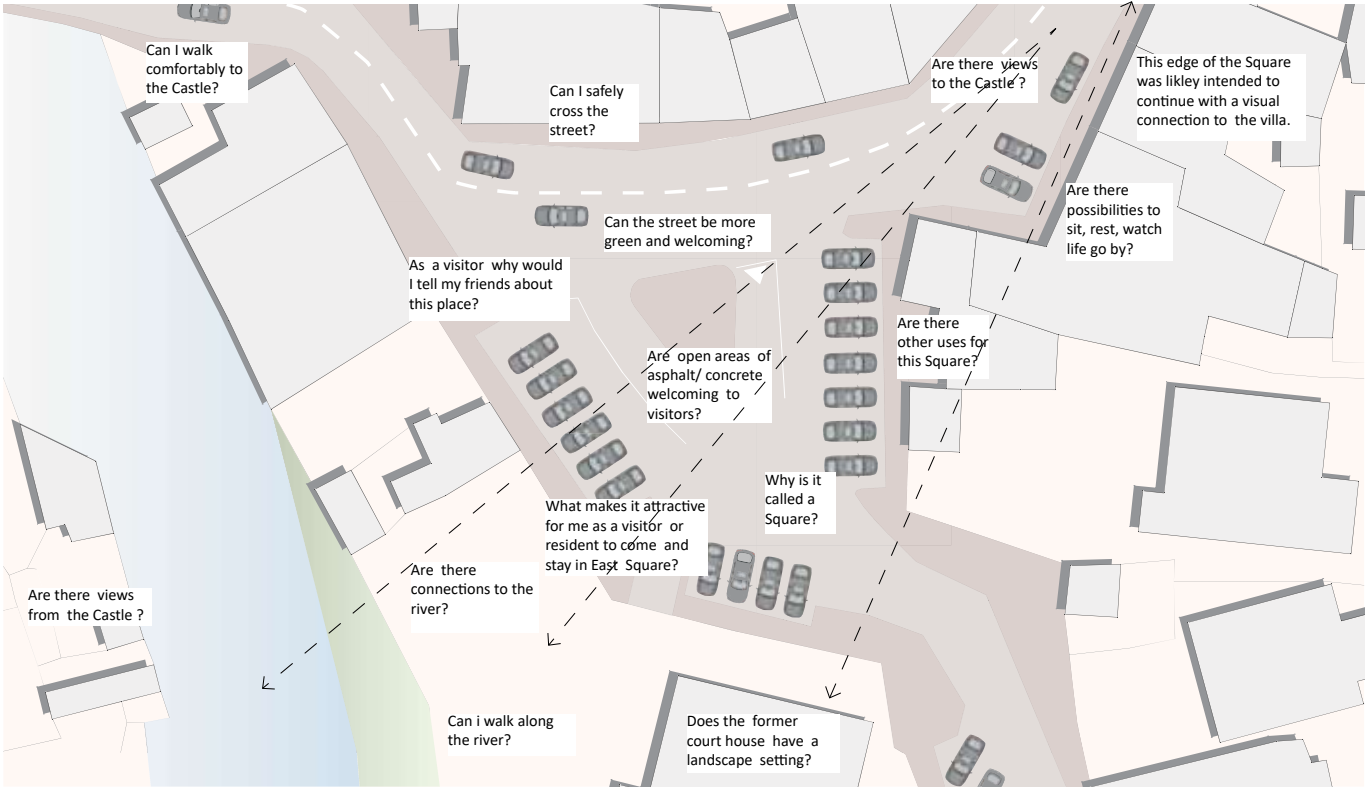 Can I walk
comfortably to
the Castle?
Can I safely
cross the
street?
Are there views
to the Castle ?
This edge of the Square
was likley intended to
continue with a visual
connection to the villa.
Are there
possibilities to
sit, rest, watch
life go by?
Can the street be more
green and welcoming?
As a visitor why would
I tell my friends about
this place?
Are there
other uses for
this Square?
Are open areas of
asphalt/ concrete
welcoming to
visitors?
Why is it
called a
Square?
What makes it attractive
for me as a visitor or
resident to come and
stay in East Square?
Are there
connections to the
river?
Are there views
from the Castle ?
Can i walk along
the river?
Does the former
court house have a
landscape setting?